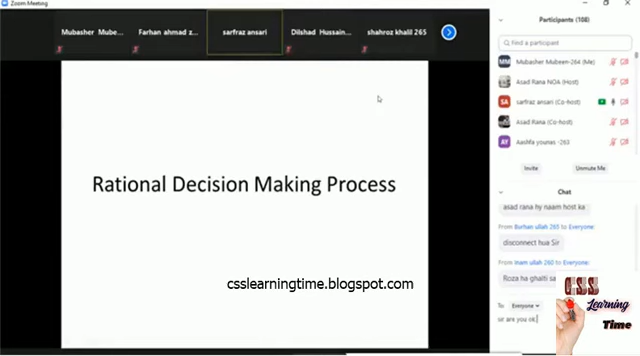 Zoom Meeting
Mubasher Mube...
Farhan ahmad z...
sarfraz ansari
Dilshad Hussain...
shahroz khalil 265
Rational Decision Making Process
csslearningtime.blogspot.com
Participants (108)
Find a participant
MM Mubasher Mubeen-264 (Me)
Asad Rana NOA (Host)
SA sarfraz ansari (Co-host)
Asad Rana (Co-host)
AY Aashfa younas -263
Invite
Unmute Me
Chat
asad rana hy naam host ka
From Burhan ullah 265 to Everyone:
disconnect hua Sir
From inam ullah 260 to Everyone:
Roza ha ghalti sa
To: Everyone
sir are you ok
CSS
Learning
Time